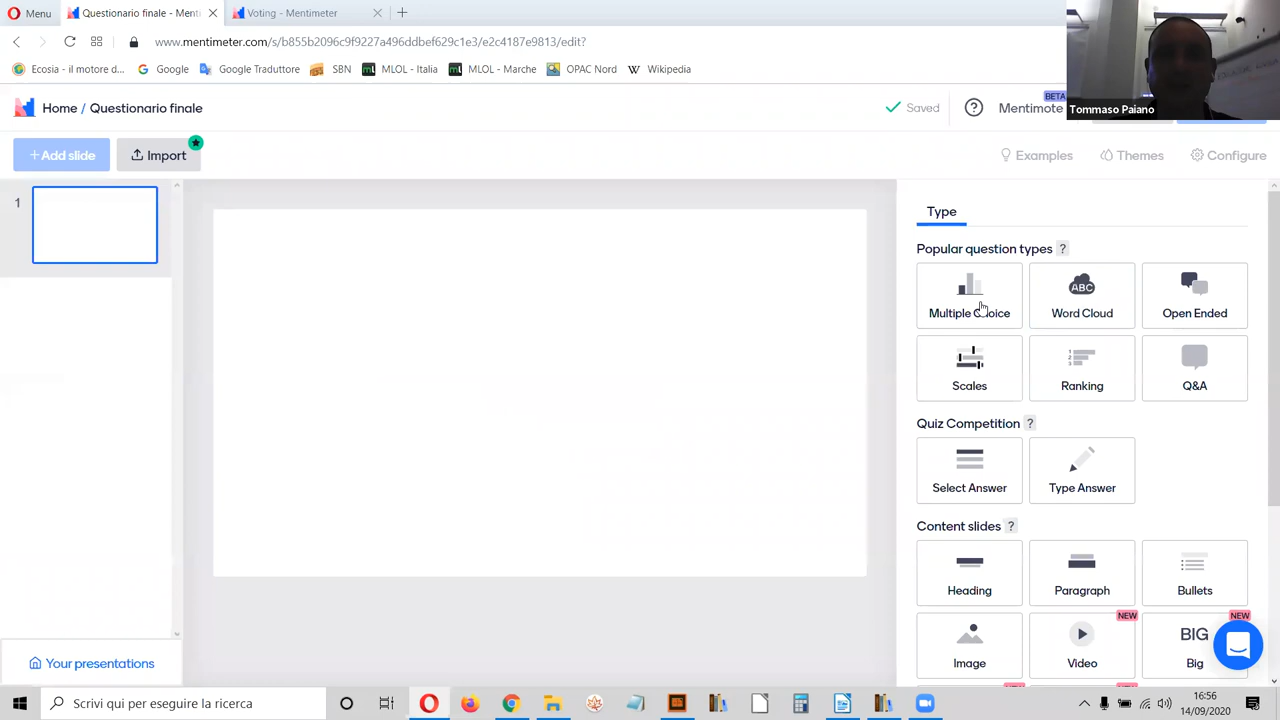 Menu
Questionario finale - Menti
Voting - Mentimeter
www.mentimeter.com/s/b855b2096c9f9227a496ddbef629c1e3/e2c4187e9813/edit?
Ecosia - il motore d...
Google
Google Traduttore
SBN
MLOL - Italia
MLOL - Marche
OPAC Nord
Wikipedia
Tommaso Paiano
Home / Questionario finale
Saved
Mentimote
BETA
+ Add slide
Import
Examples
Themes
Configure
1
Type
Popular question types ?
Multiple Choice
ABC
Word Cloud
Open Ended
Scales
1
2
3
Ranking
Q&A
Quiz Competition ?
Select Answer
Type Answer
Content slides ?
Heading
Paragraph
Bullets
Image
NEW
Video
NEW
BIG
Big
Your presentations
Scrivi qui per eseguire la ricerca
16:56
14/09/2020